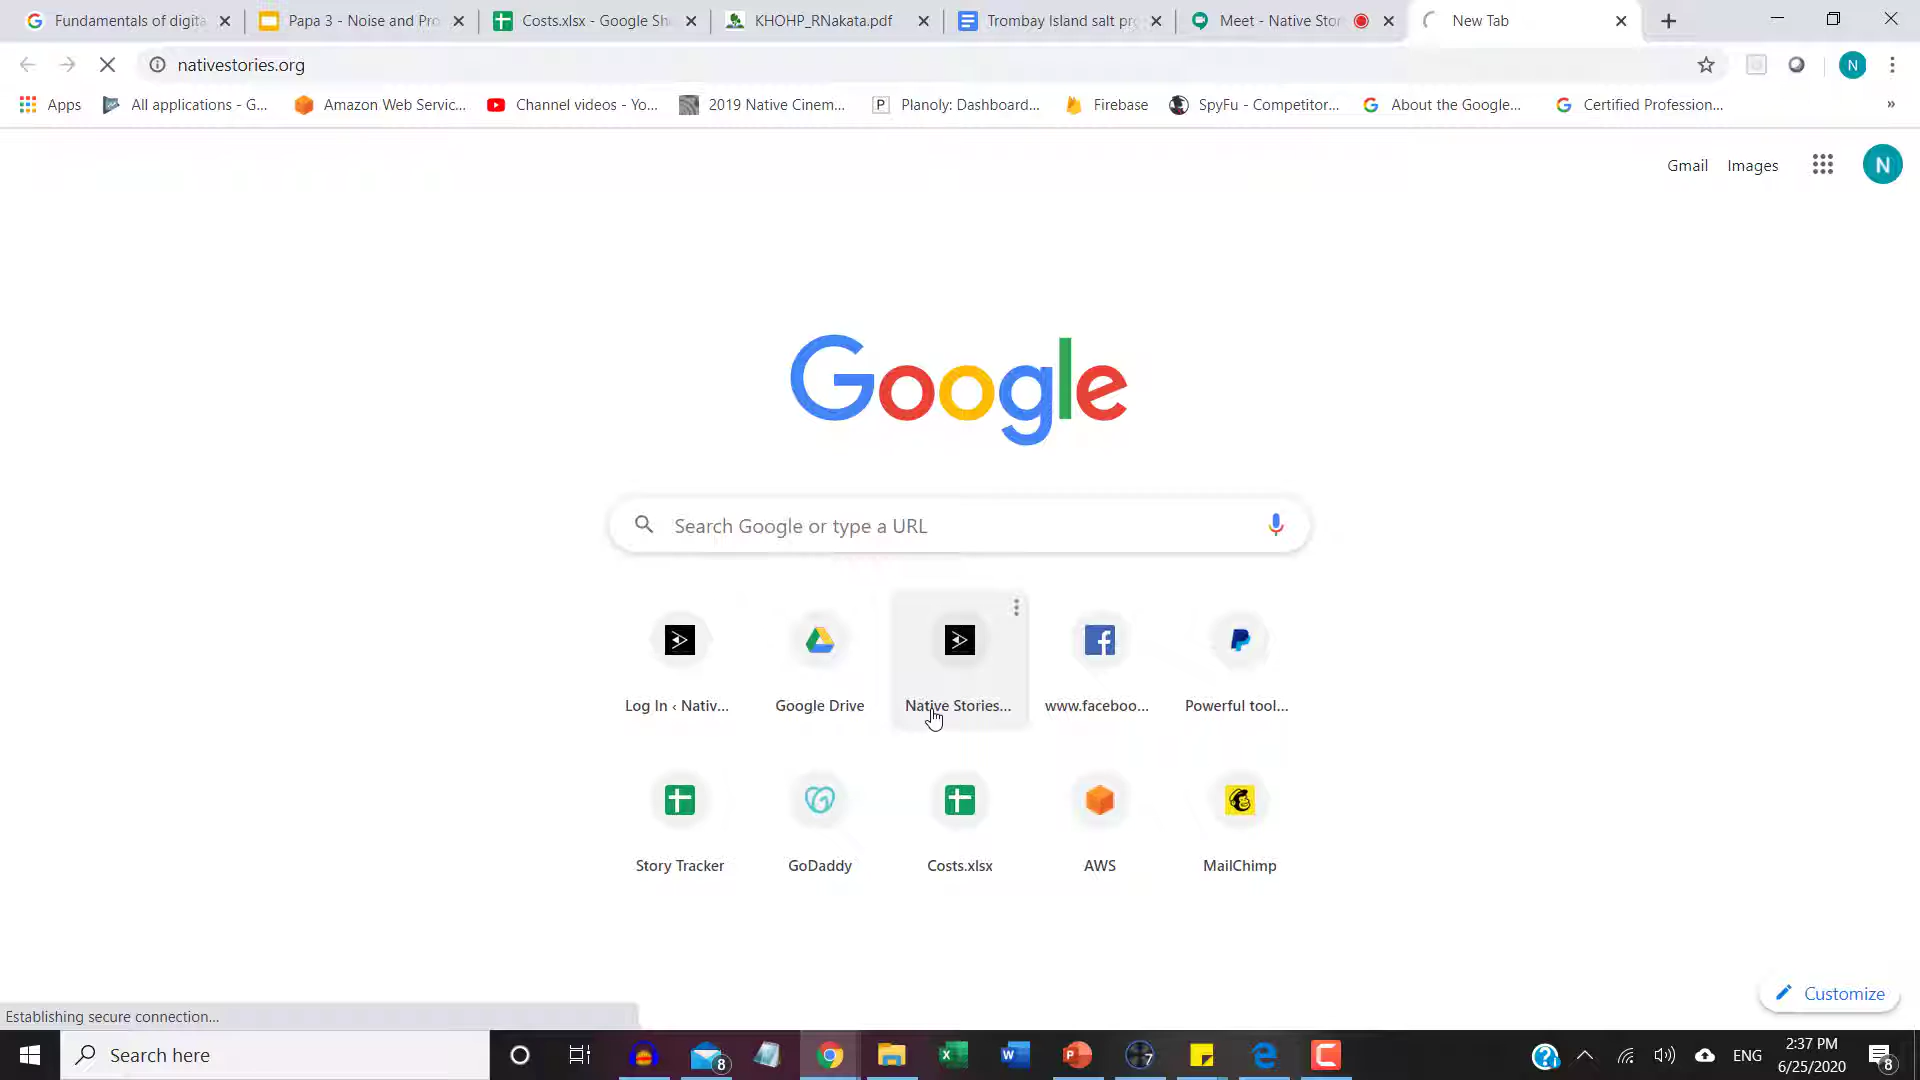 Fundamentals of digita
Papa 3 - Noise and Pro
Costs.xlsx - Google Sh
KHOHP_RNakata.pdf
Trombay Island salt pr
Meet - Native Stor
New Tab
nativestories.org
N
Apps
All applications - G...
Amazon Web Servic...
Channel videos - Yo...
2019 Native Cinem...
Planoly: Dashboard...
Firebase
SpyFu - Competitor...
About the Google...
Certified Profession...
»
Gmail
Images
N
Google
Search Google or type a URL
Log In ‹ Nativ...
Google Drive
Native Stories...
www.faceboo...
Powerful tool...
Story Tracker
GoDaddy
Costs.xlsx
AWS
MailChimp
Customize
Establishing secure connection...
Search here
8
7
ENG
2:37 PM
6/25/2020
8